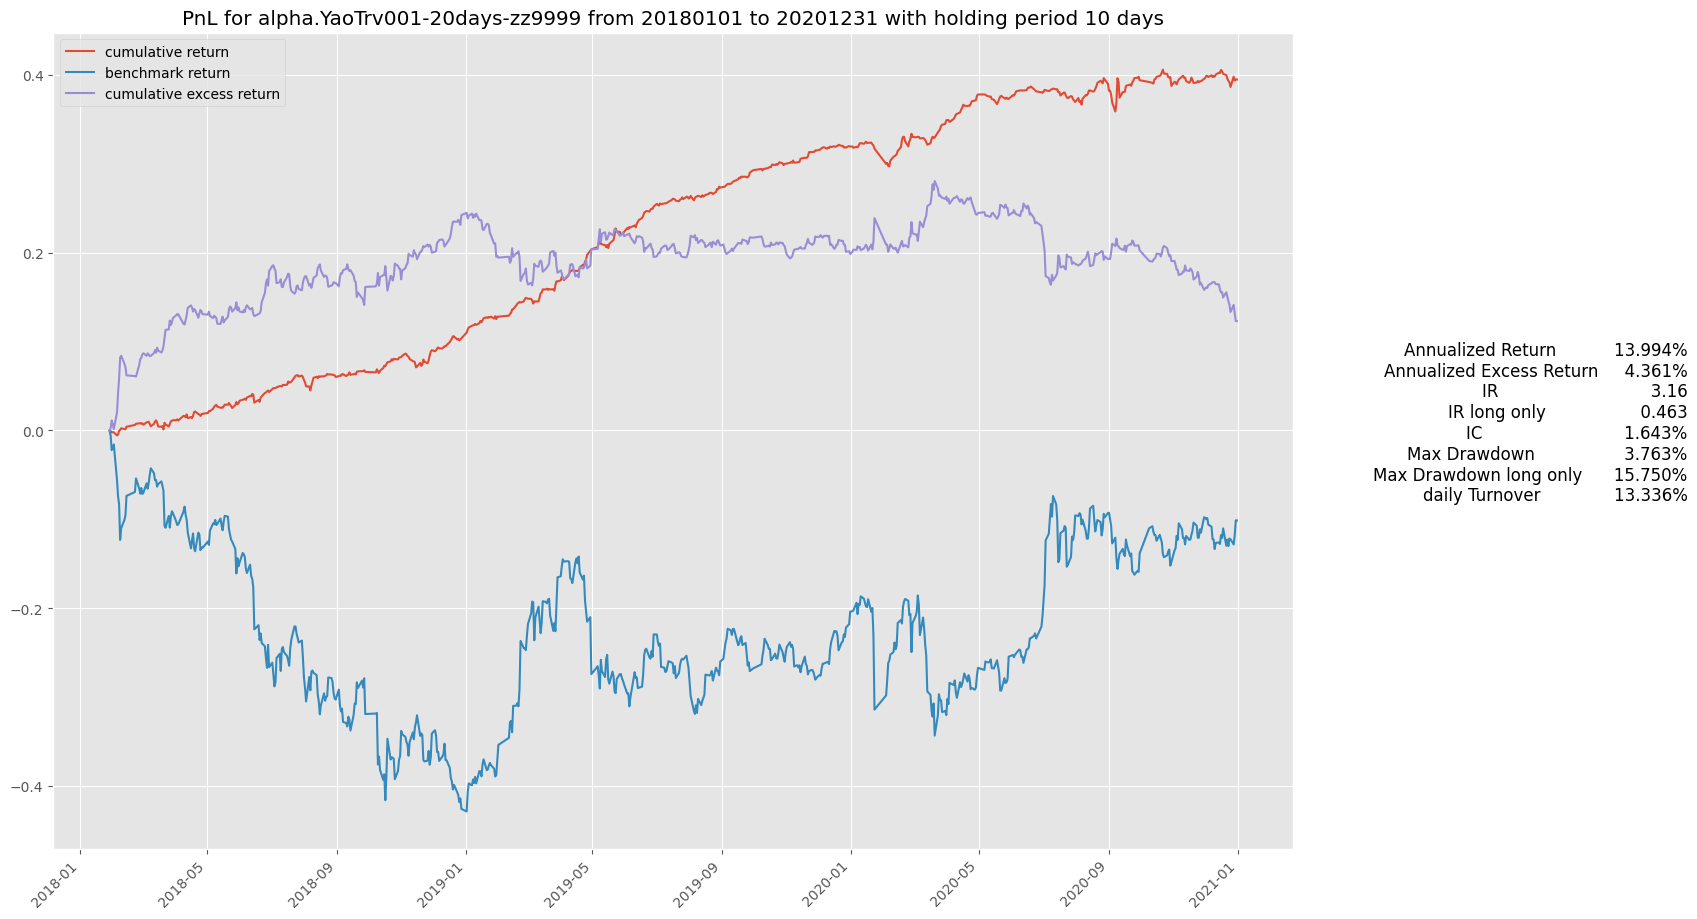 PnL for alpha.YaoTrv001-20days-zz9999 from 20180101 to 20201231 with holding period 10 days
cumulative return
benchmark return
cumulative excess return
0.4
0.2
0.0
−0.2
−0.4
2018-01
2018-05
2018-09
2019-01
2019-05
2019-09
2020-01
2020-05
2020-09
2021-01
Annualized Return 13.994%
Annualized Excess Return 4.361%
IR 3.16
IR long only 0.463
IC 1.643%
Max Drawdown 3.763%
Max Drawdown long only 15.750%
daily Turnover 13.336%